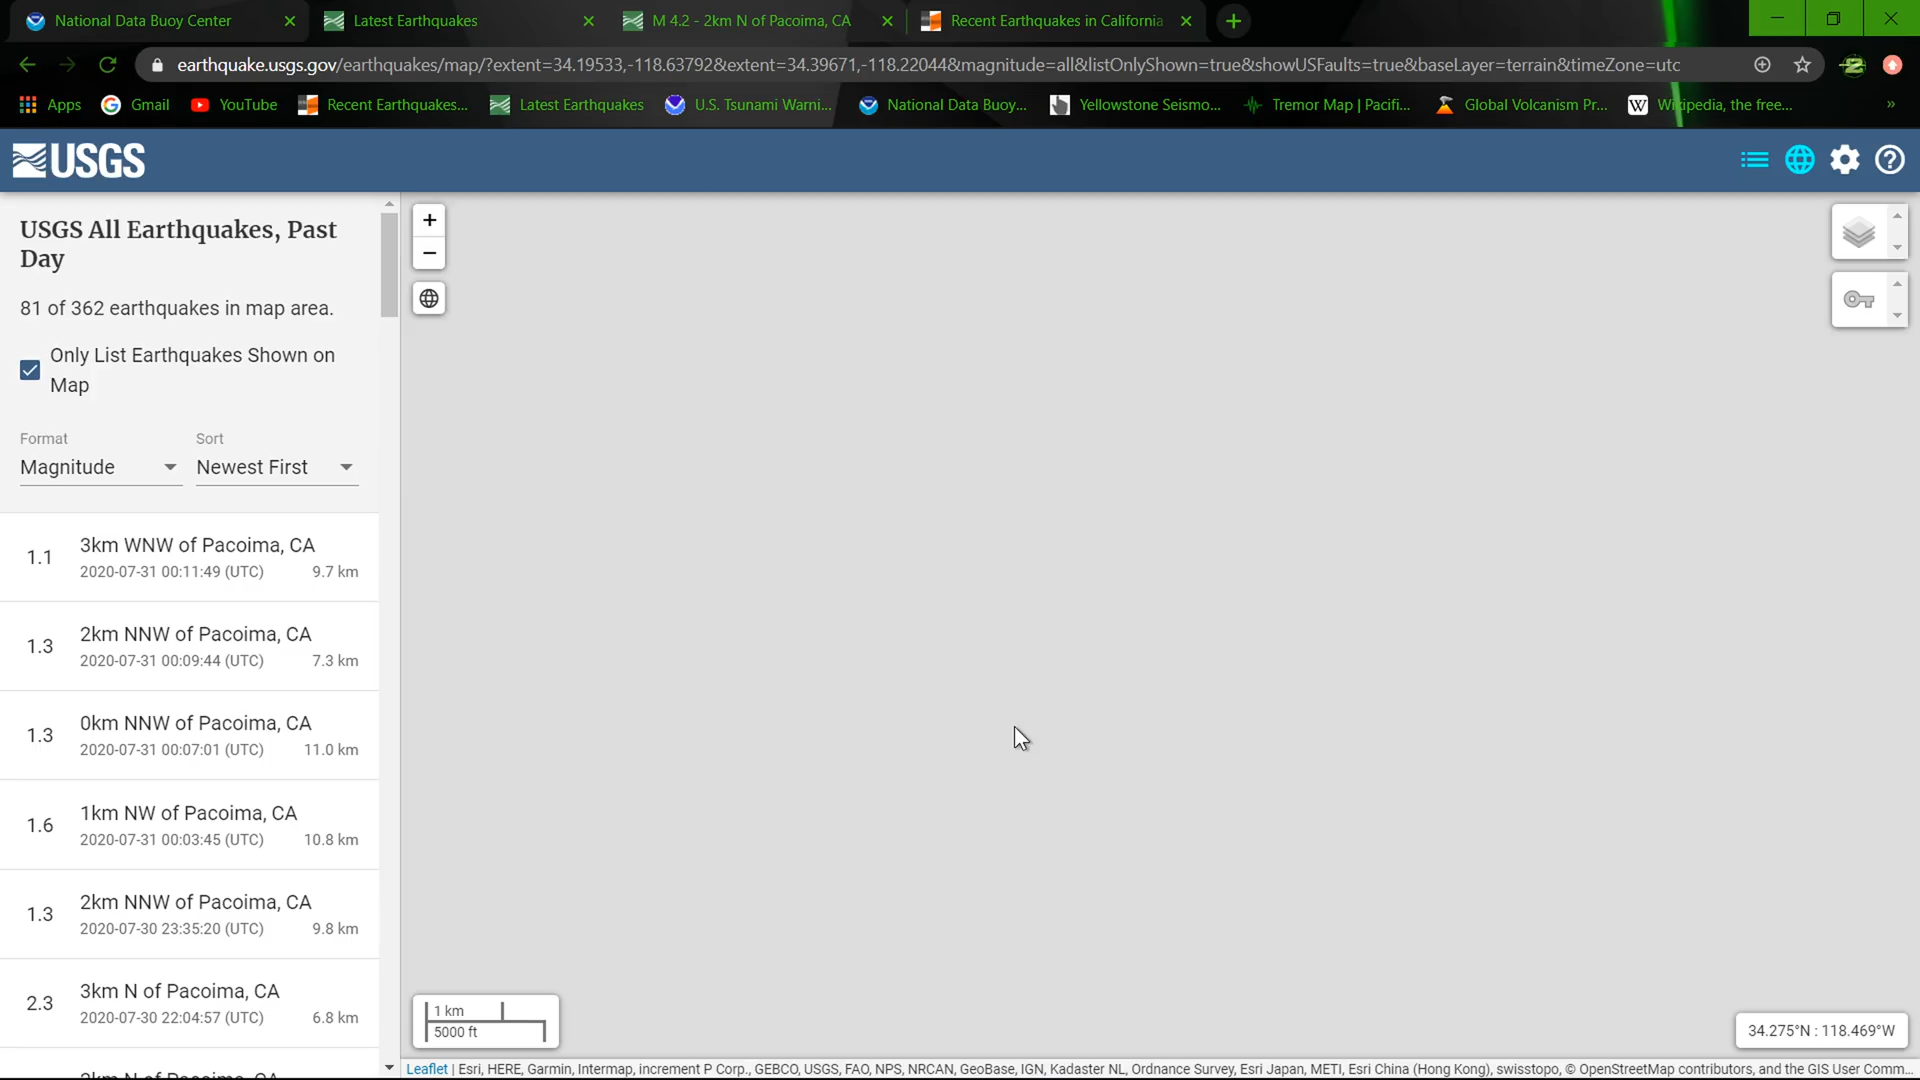 National Data Buoy Center
Latest Earthquakes
M 4.2 - 2km N of Pacoima, CA
Recent Earthquakes in California
earthquake.usgs.gov/earthquakes/map/?extent=34.19533,-118.63792&extent=34.39671,-118.22044&magnitude=all&listOnlyShown=true&showUSFaults=true&baseLayer=terrain&timeZone=utc
Apps
Gmail
YouTube
Recent Earthquakes...
Latest Earthquakes
U.S. Tsunami Warni...
National Data Buoy...
Yellowstone Seismo...
Tremor Map | Pacifi...
Global Volcanism Pr...
Wikipedia, the free...
»
USGS
USGS All Earthquakes, Past
Day
81 of 362 earthquakes in map area.
Only List Earthquakes Shown on
Map
Format
Sort
Magnitude
Newest First
1.1
3km WNW of Pacoima, CA
2020-07-31 00:11:49 (UTC) 9.7 km
1.3
2km NNW of Pacoima, CA
2020-07-31 00:09:44 (UTC) 7.3 km
1.3
0km NNW of Pacoima, CA
2020-07-31 00:07:01 (UTC) 11.0 km
1.6
1km NW of Pacoima, CA
2020-07-31 00:03:45 (UTC) 10.8 km
1.3
2km NNW of Pacoima, CA
2020-07-30 23:35:20 (UTC) 9.8 km
2.3
3km N of Pacoima, CA
2020-07-30 22:04:57 (UTC) 6.8 km
+
−
1 km
5000 ft
34.275°N : 118.469°W
Leaflet | Esri, HERE, Garmin, Intermap, increment P Corp., GEBCO, USGS, FAO, NPS, NRCAN, GeoBase, IGN, Kadaster NL, Ordnance Survey, Esri Japan, METI, Esri China (Hong Kong), swisstopo, © OpenStreetMap contributors, and the GIS User Comm...